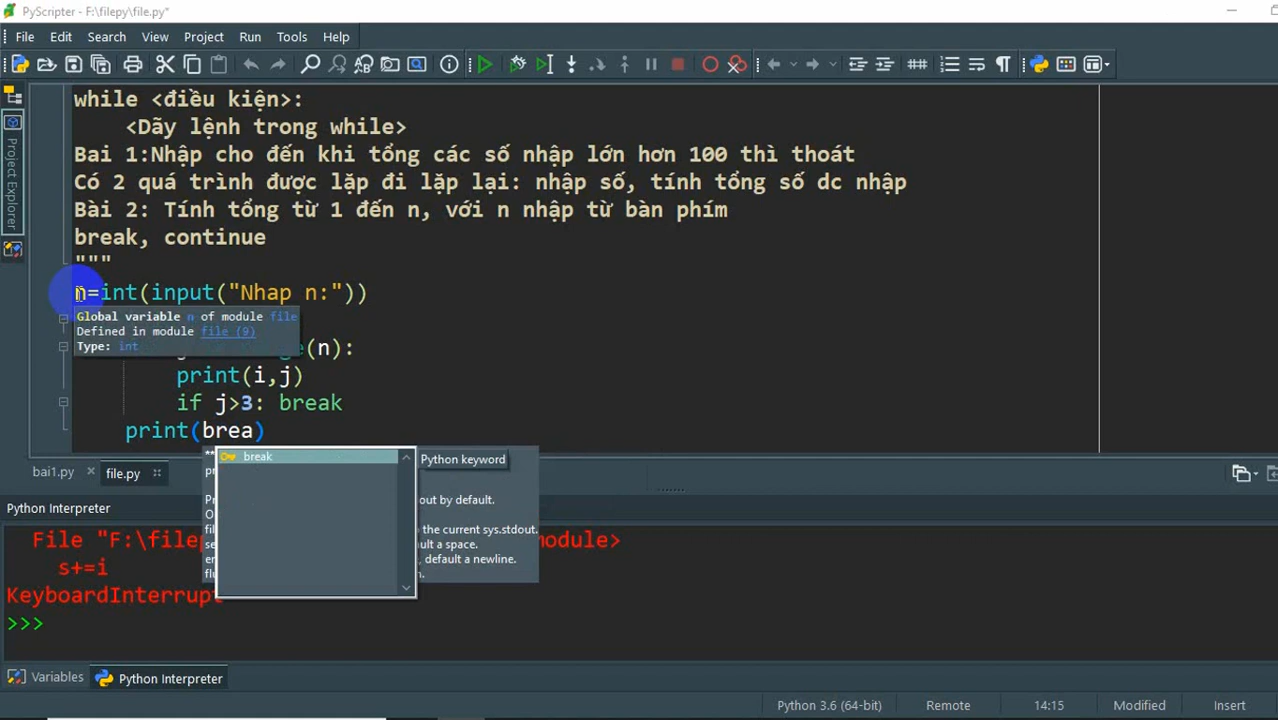 PyScripter - F:\filepy\file.py*
File Edit Search View Project Run Tools Help
Project Explorer
while <điều kiện>:
<Dãy lệnh trong while>
Bai 1:Nhập cho đến khi tổng các số nhập lớn hơn 100 thì thoát
Có 2 quá trình được lặp đi lặp lại: nhập số, tính tổng số dc nhập
Bài 2: Tính tổng từ 1 đến n, với n nhập từ bàn phím
break, continue
"""
n=int(input("Nhap n:"))
Global variable n of module file
Defined in module file (9)
Type: int
(n):
print(i,j)
if j>3: break
print(brea)
break
Python keyword
out by default.
the current sys.stdout.
ult a space.
, default a newline.
bai1.py file.py
Python Interpreter
File "F:\filep module>
s+=i
KeyboardInterrupt
>>>
Variables Python Interpreter
Python 3.6 (64-bit) Remote 14:15 Modified Insert